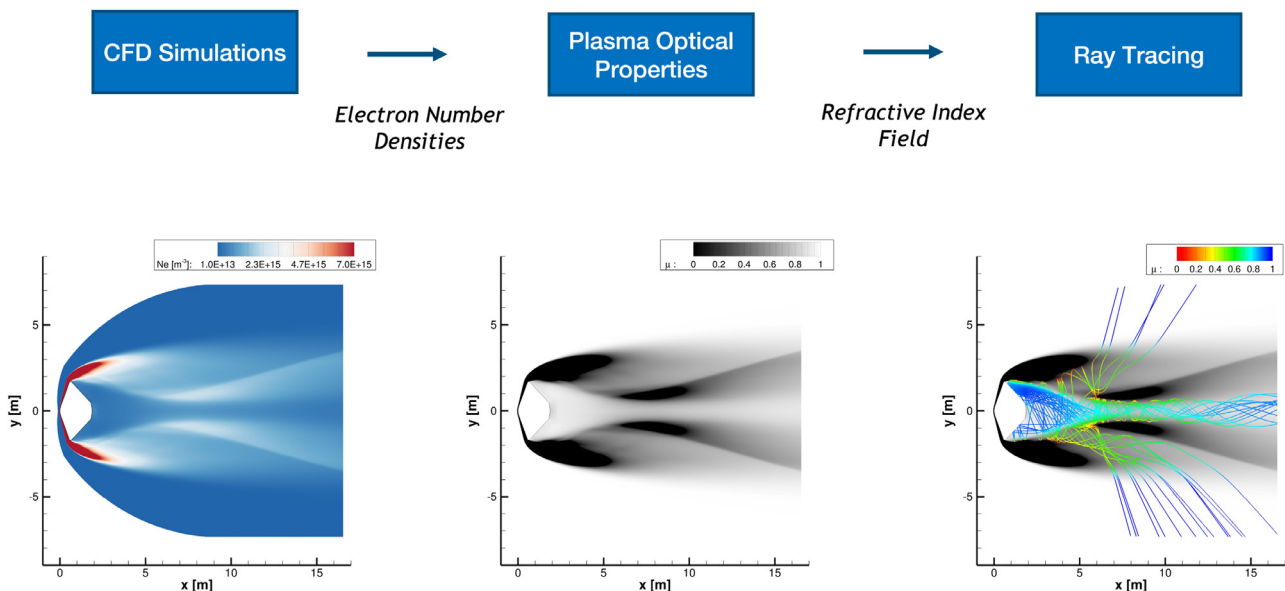 CFD Simulations
Plasma Optical
Properties
Ray Tracing
Electron Number
Densities
Refractive Index
Field
Ne [m⁻³]: 1.0E+13 2.3E+15 4.7E+15 7.0E+15
μ : 0 0.2 0.4 0.6 0.8 1
μ : 0 0.2 0.4 0.6 0.8 1
y [m]
5
0
-5
0 5 10 15
x [m]
y [m]
5
0
-5
0 5 10 15
x [m]
y [m]
5
0
-5
0 5 10 15
x [m]